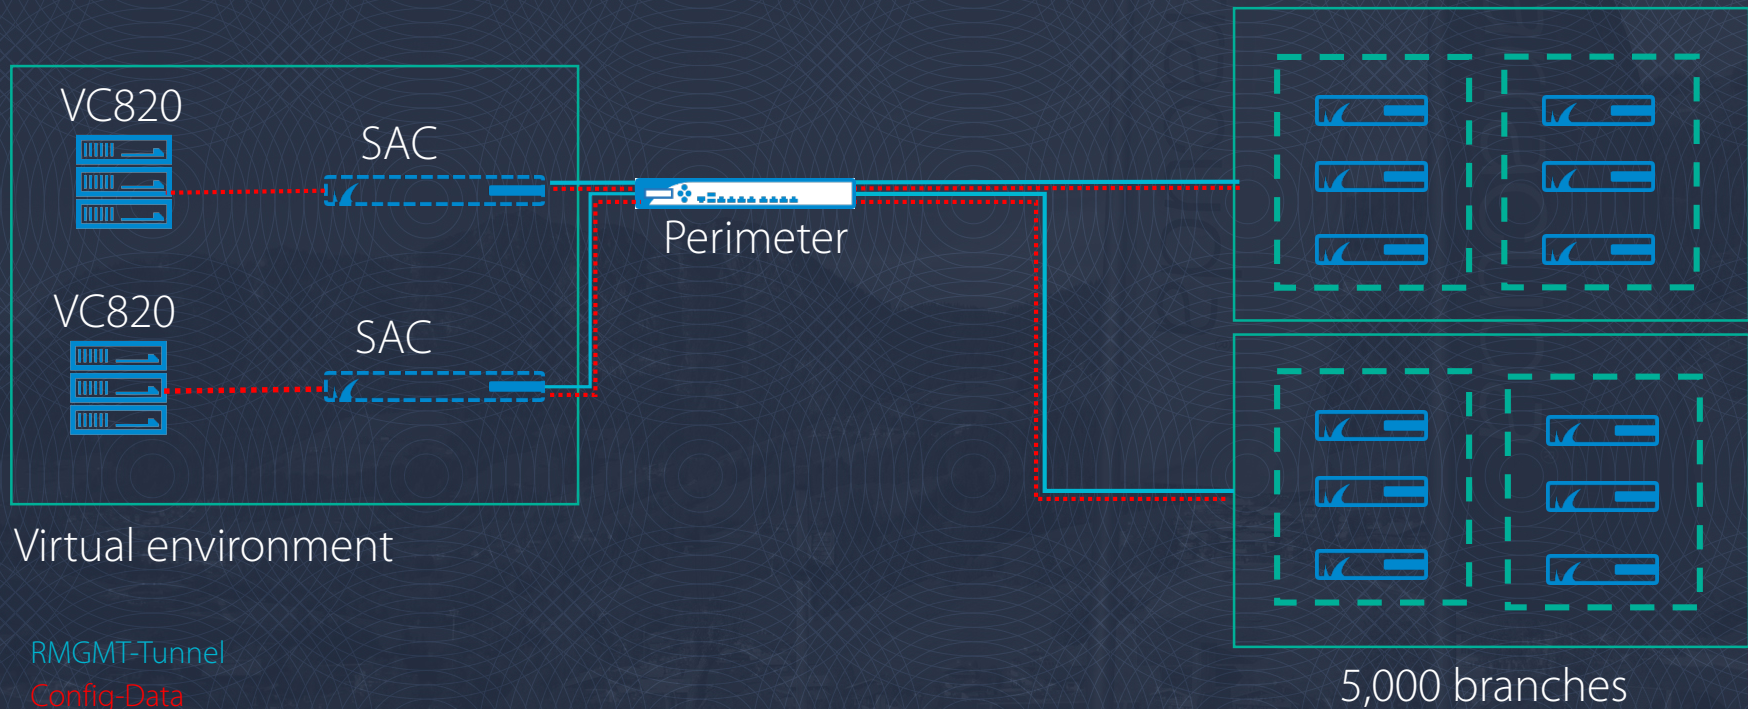 VC820
SAC
Perimeter
VC820
SAC
Virtual environment
RMGMT-Tunnel
Config-Data
5,000 branches